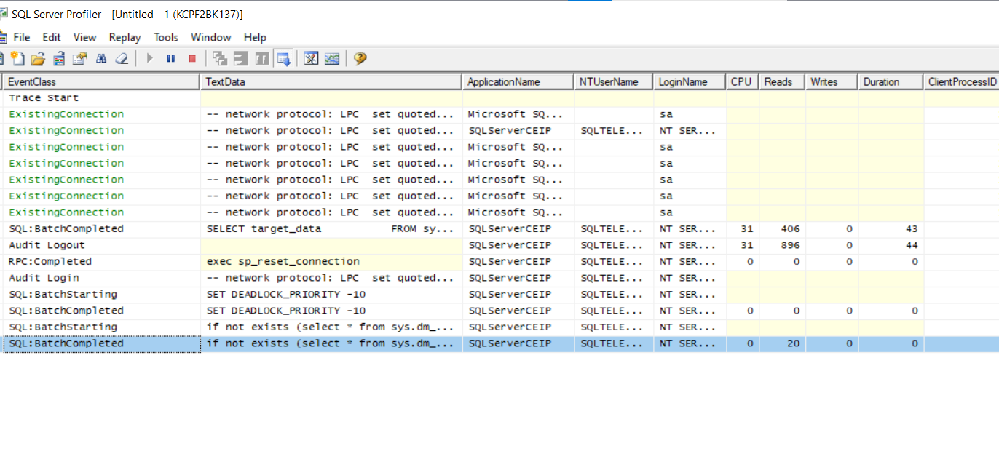 SQL Server Profiler - [Untitled - 1 (KCPF2BK137)]
File Edit View Replay Tools Window Help
EventClass TextData ApplicationName NTUserName LoginName CPU Reads Writes Duration ClientProcessID
Trace Start
ExistingConnection -- network protocol: LPC set quoted... Microsoft SQ... sa
ExistingConnection -- network protocol: LPC set quoted... SQLServerCEIP SQLTELE... NT SER...
ExistingConnection -- network protocol: LPC set quoted... Microsoft SQ... sa
ExistingConnection -- network protocol: LPC set quoted... Microsoft SQ... sa
ExistingConnection -- network protocol: LPC set quoted... Microsoft SQ... sa
ExistingConnection -- network protocol: LPC set quoted... Microsoft SQ... sa
ExistingConnection -- network protocol: LPC set quoted... Microsoft SQ... sa
SQL:BatchCompleted SELECT target_data FROM sy... SQLServerCEIP SQLTELE... NT SER... 31 406 0 43
Audit Logout SQLServerCEIP SQLTELE... NT SER... 31 896 0 44
RPC:Completed exec sp_reset_connection SQLServerCEIP SQLTELE... NT SER... 0 0 0 0
Audit Login -- network protocol: LPC set quoted... SQLServerCEIP SQLTELE... NT SER...
SQL:BatchStarting SET DEADLOCK_PRIORITY -10 SQLServerCEIP SQLTELE... NT SER...
SQL:BatchCompleted SET DEADLOCK_PRIORITY -10 SQLServerCEIP SQLTELE... NT SER... 0 0 0 0
SQL:BatchStarting if not exists (select * from sys.dm_... SQLServerCEIP SQLTELE... NT SER...
SQL:BatchCompleted if not exists (select * from sys.dm_... SQLServerCEIP SQLTELE... NT SER... 0 20 0 0